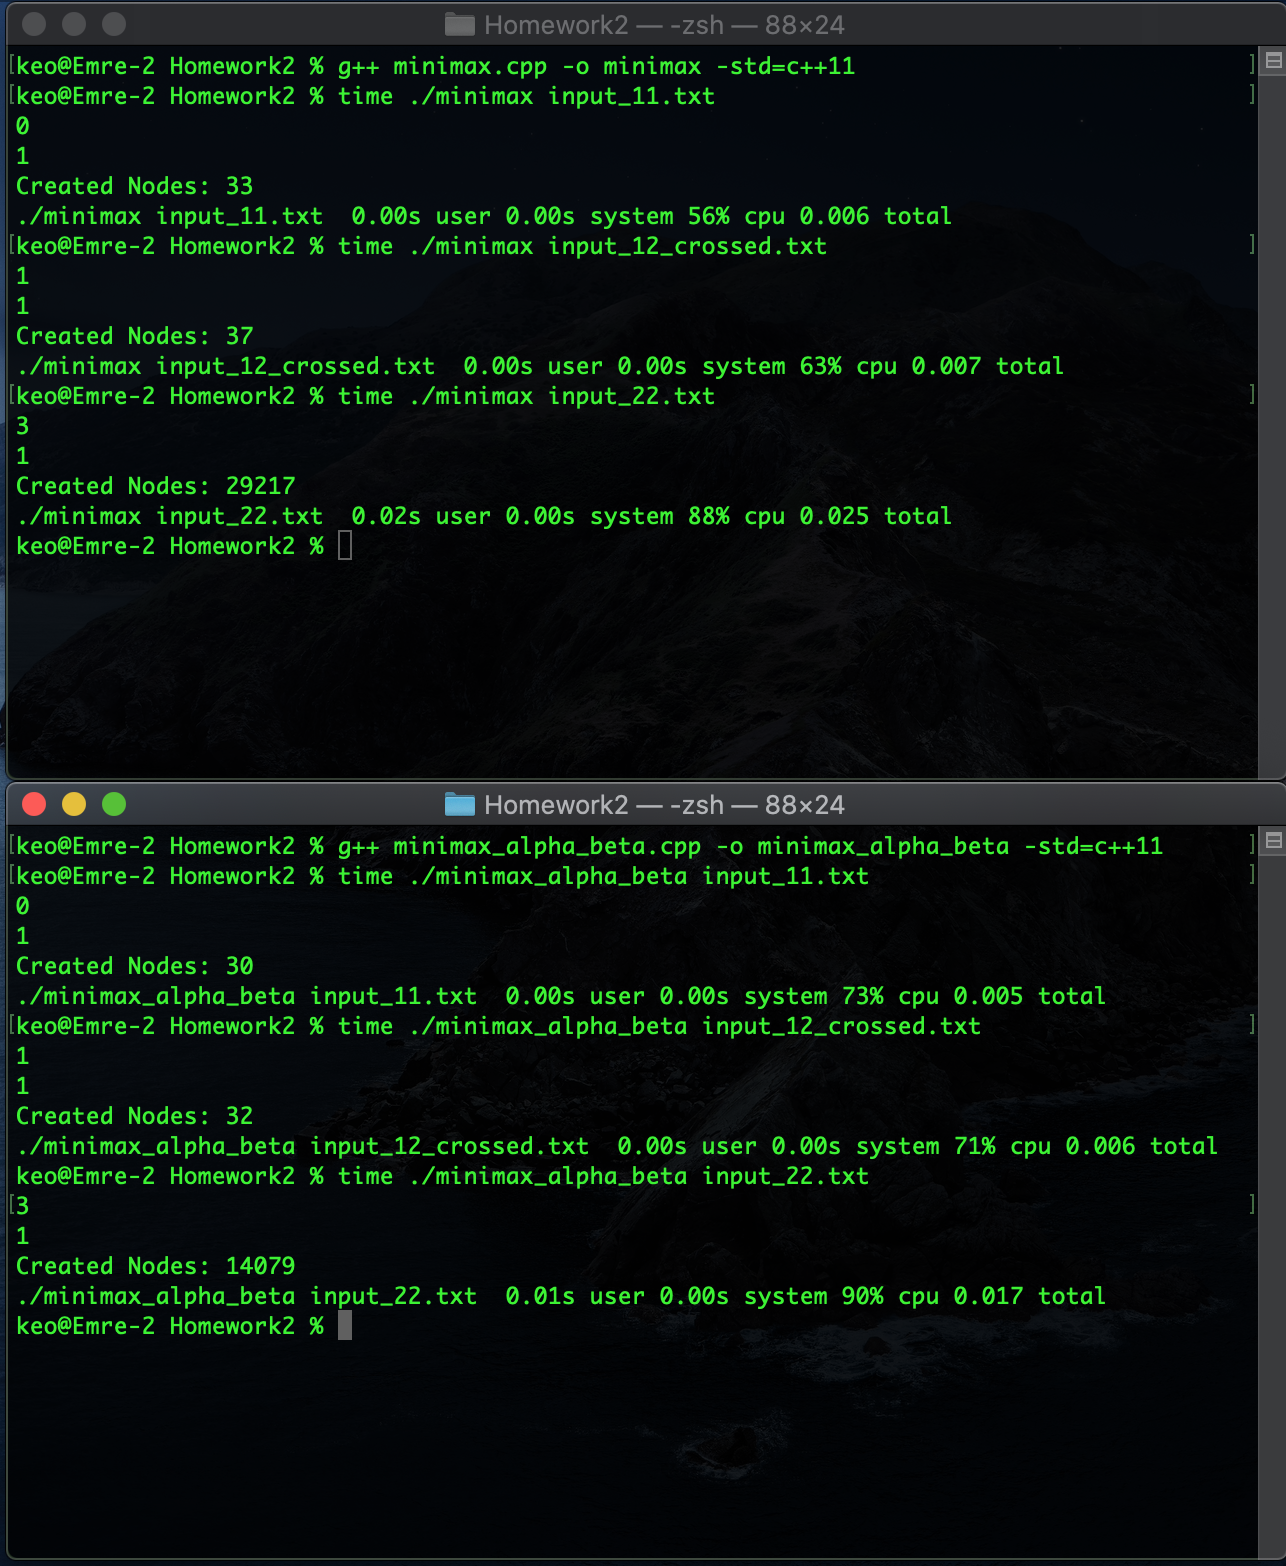 Homework2 — -zsh — 88×24
[keo@Emre-2 Homework2 % g++ minimax.cpp -o minimax -std=c++11 ]
[keo@Emre-2 Homework2 % time ./minimax input_11.txt ]
0
1
Created Nodes: 33
./minimax input_11.txt  0.00s user 0.00s system 56% cpu 0.006 total
[keo@Emre-2 Homework2 % time ./minimax input_12_crossed.txt ]
1
1
Created Nodes: 37
./minimax input_12_crossed.txt  0.00s user 0.00s system 63% cpu 0.007 total
[keo@Emre-2 Homework2 % time ./minimax input_22.txt ]
3
1
Created Nodes: 29217
./minimax input_22.txt  0.02s user 0.00s system 88% cpu 0.025 total
keo@Emre-2 Homework2 %
Homework2 — -zsh — 88×24
[keo@Emre-2 Homework2 % g++ minimax_alpha_beta.cpp -o minimax_alpha_beta -std=c++11 ]
[keo@Emre-2 Homework2 % time ./minimax_alpha_beta input_11.txt ]
0
1
Created Nodes: 30
./minimax_alpha_beta input_11.txt  0.00s user 0.00s system 73% cpu 0.005 total
[keo@Emre-2 Homework2 % time ./minimax_alpha_beta input_12_crossed.txt ]
1
1
Created Nodes: 32
./minimax_alpha_beta input_12_crossed.txt  0.00s user 0.00s system 71% cpu 0.006 total
keo@Emre-2 Homework2 % time ./minimax_alpha_beta input_22.txt
[3 ]
1
Created Nodes: 14079
./minimax_alpha_beta input_22.txt  0.01s user 0.00s system 90% cpu 0.017 total
keo@Emre-2 Homework2 %